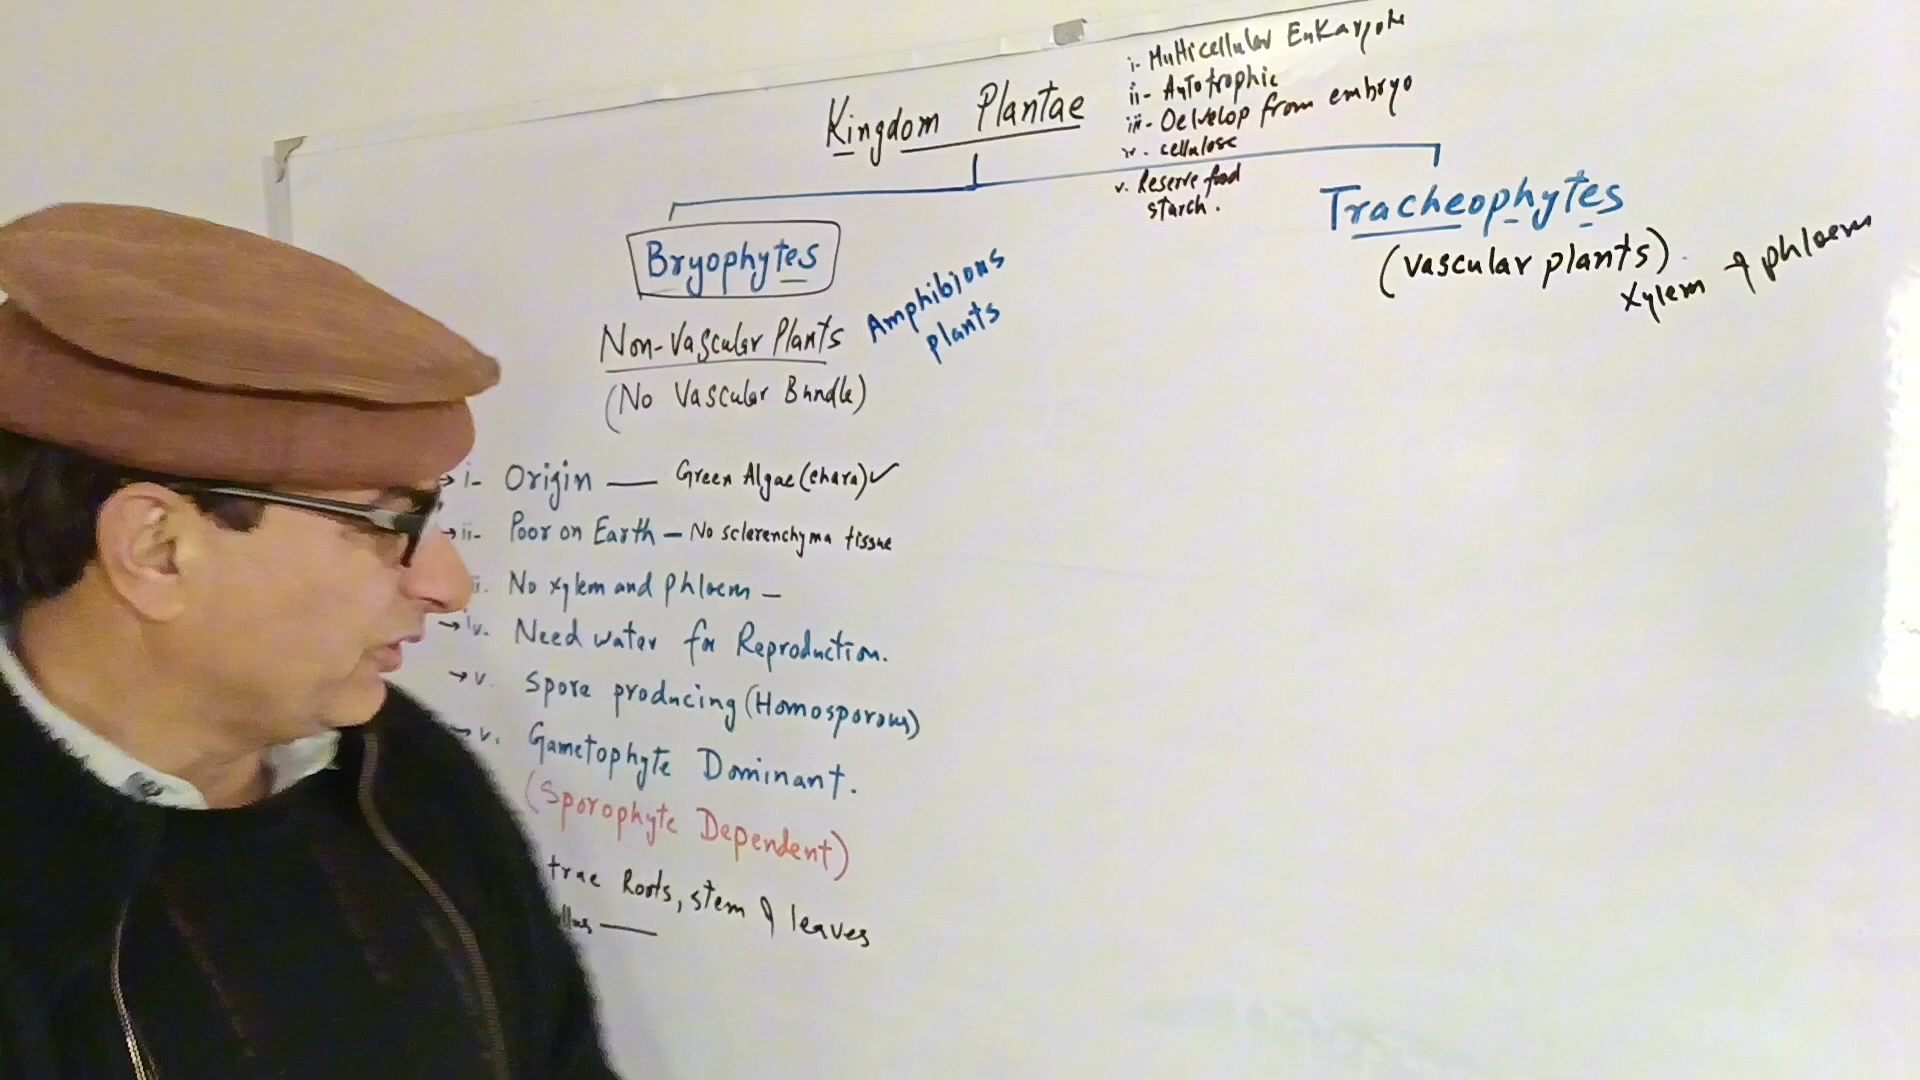 Kingdom Plantae
i- Multicellular Eukaryote
ii- Autotrophic
iii- Develop from embryo
iv. cellulose
v. Reserve food
starch.
Bryophytes
Amphibious
plants
Non-Vascular Plants
(No Vascular Bundle)
Tracheophytes
(vascular plants).
Xylem & phloem
i- Origin — Green Algae (chara) ✓
ii- Poor on Earth – No sclerenchyma tissue
No xylem and phloem –
iv. Need water for Reproduction.
v. Spore producing (Homosporous)
v. Gametophyte Dominant.
(Sporophyte Dependent)
true Roots, stem & leaves